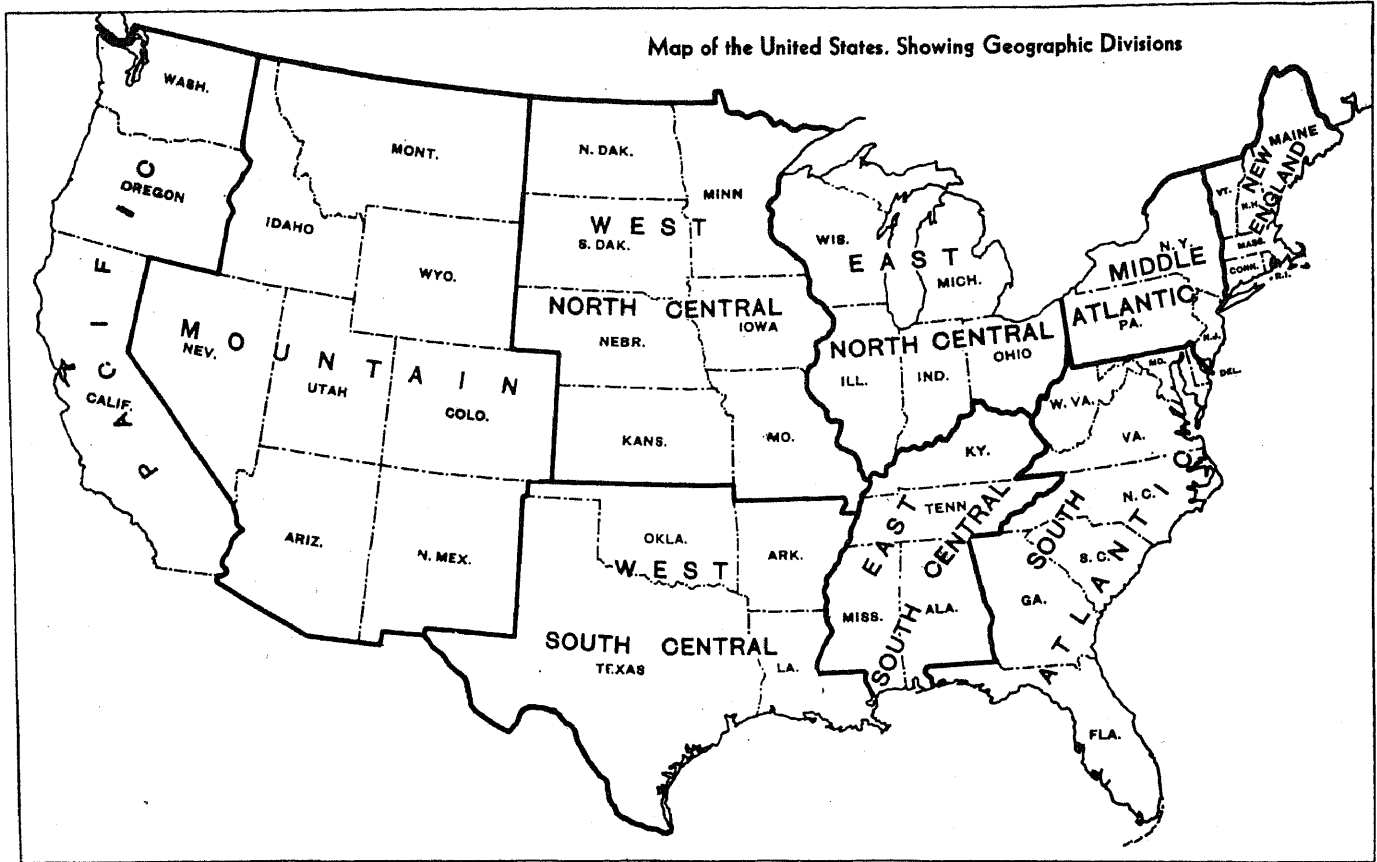 Map of the United States. Showing Geographic Divisions
WASH.
OREGON
CALIF.
PACIFIC
MONT.
IDAHO
WYO.
NEV.
UTAH
COLO.
ARIZ.
N. MEX.
MOUNTAIN
N. DAK.
MINN
S. DAK.
WEST
NORTH CENTRAL
IOWA
NEBR.
KANS.
MO.
WIS.
MICH.
EAST
NORTH CENTRAL
ILL.
IND.
OHIO
MAINE
VT.
N.H.
MASS.
CONN.
R.I.
NEW
ENGLAND
N. Y.
MIDDLE
ATLANTIC
PA.
N.J.
OKLA.
ARK.
WEST
SOUTH CENTRAL
TEXAS
LA.
KY.
TENN
MISS.
ALA.
EAST
SOUTH CENTRAL
MD.
DEL.
W. VA.
VA.
N. C.
S. C.
GA.
FLA.
SOUTH
ATLANTIC